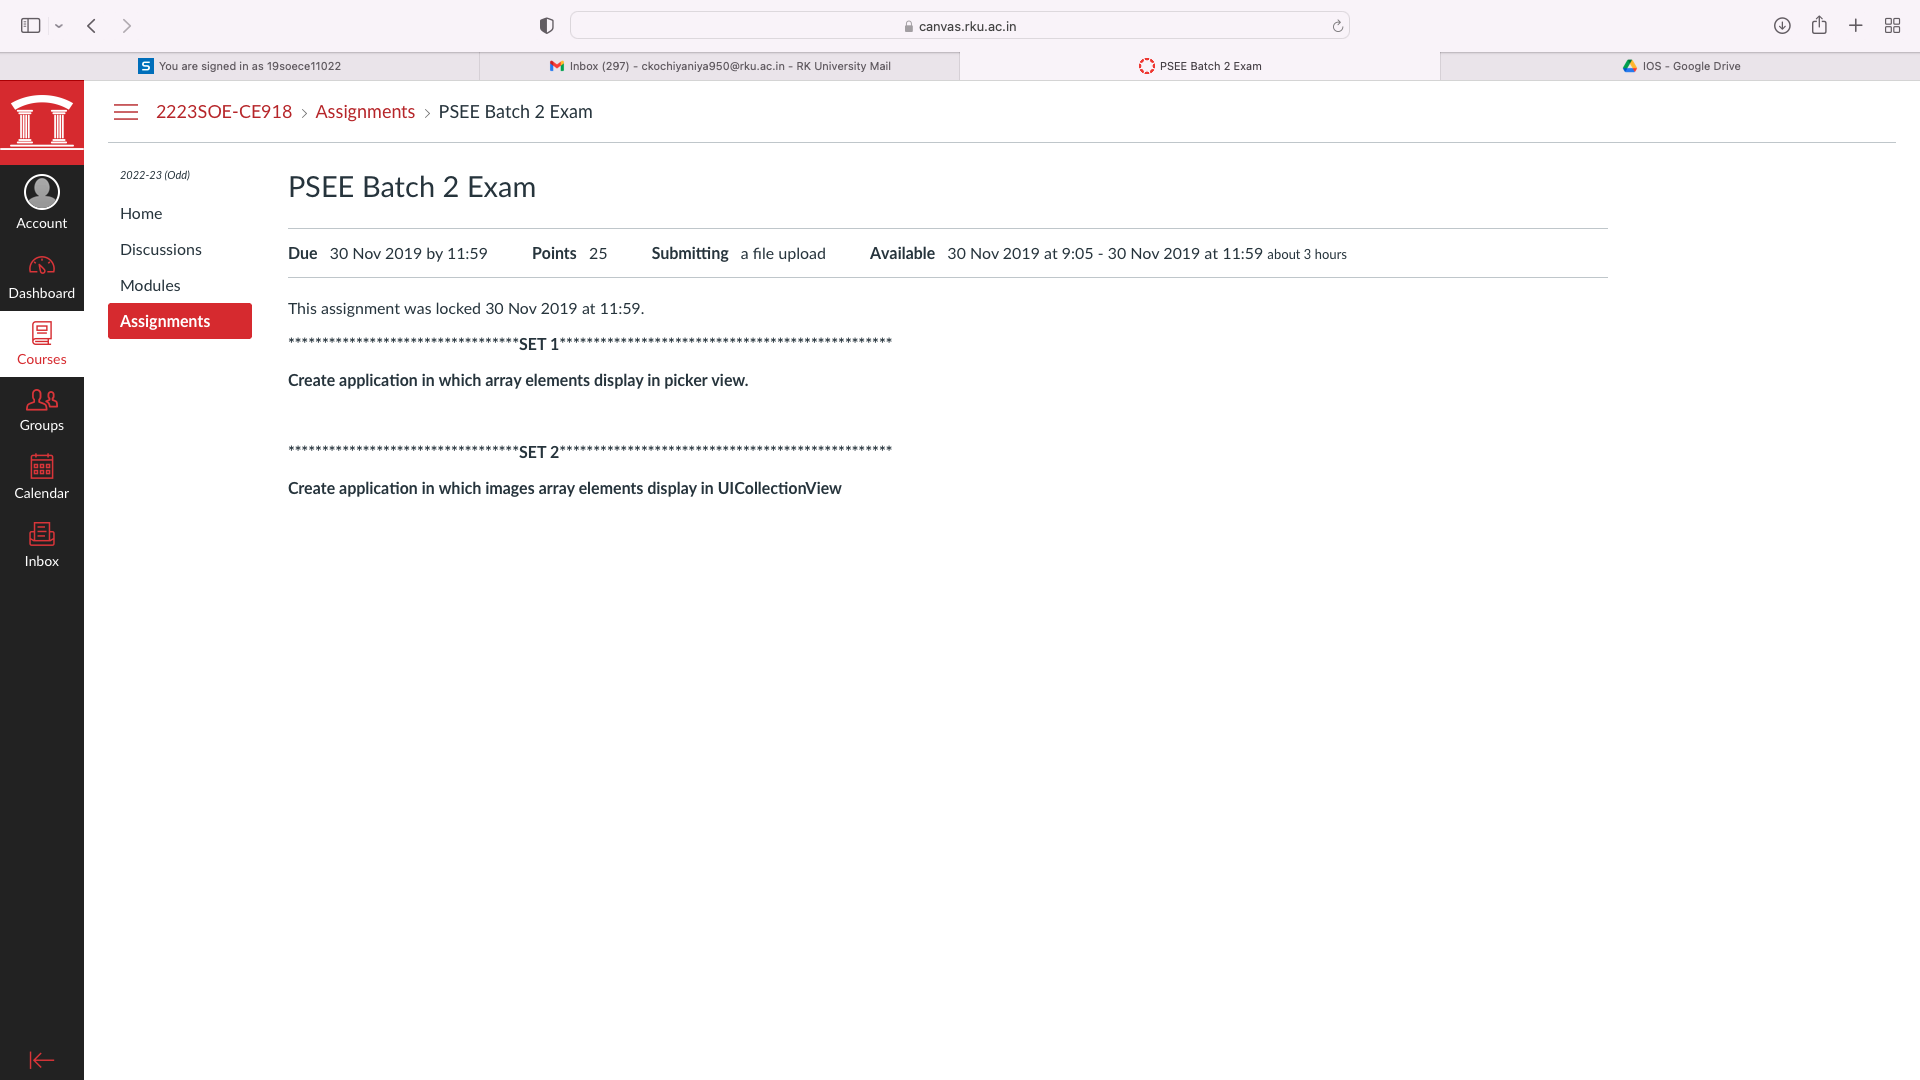 canvas.rku.ac.in
You are signed in as 19soece11022
Inbox (297) – ckochiyaniya950@rku.ac.in - RK University Mail
PSEE Batch 2 Exam
IOS - Google Drive
2223SOE-CE918 › Assignments › PSEE Batch 2 Exam
Account
Dashboard
Courses
Groups
Calendar
Inbox
2022-23 (Odd)
Home
Discussions
Modules
Assignments
PSEE Batch 2 Exam
Due 30 Nov 2019 by 11:59 Points 25 Submitting a file upload Available 30 Nov 2019 at 9:05 - 30 Nov 2019 at 11:59 about 3 hours
This assignment was locked 30 Nov 2019 at 11:59.
**********************************SET 1*************************************************
Create application in which array elements display in picker view.
**********************************SET 2*************************************************
Create application in which images array elements display in UICollectionView